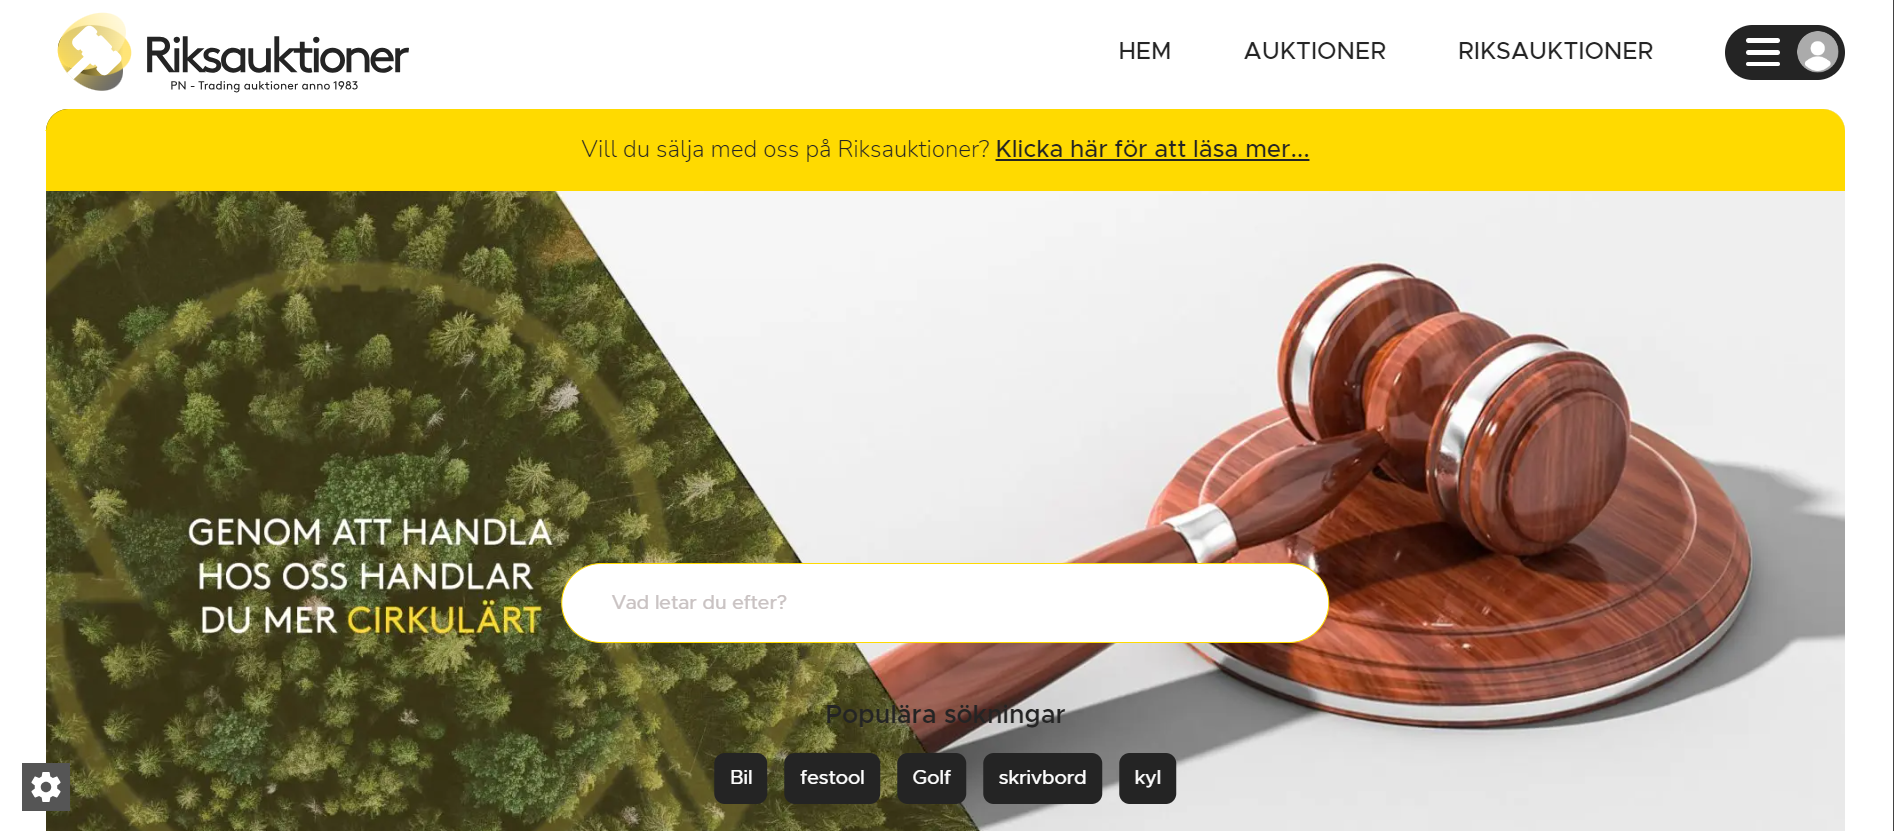 Riksauktioner
PN - Trading auktioner anno 1983
HEM
AUKTIONER
RIKSAUKTIONER
Vill du sälja med oss på Riksauktioner? Klicka här för att läsa mer...
GENOM ATT HANDLA
HOS OSS HANDLAR
DU MER CIRKULÄRT
Vad letar du efter?
Populära sökningar
Bil
festool
Golf
skrivbord
kyl